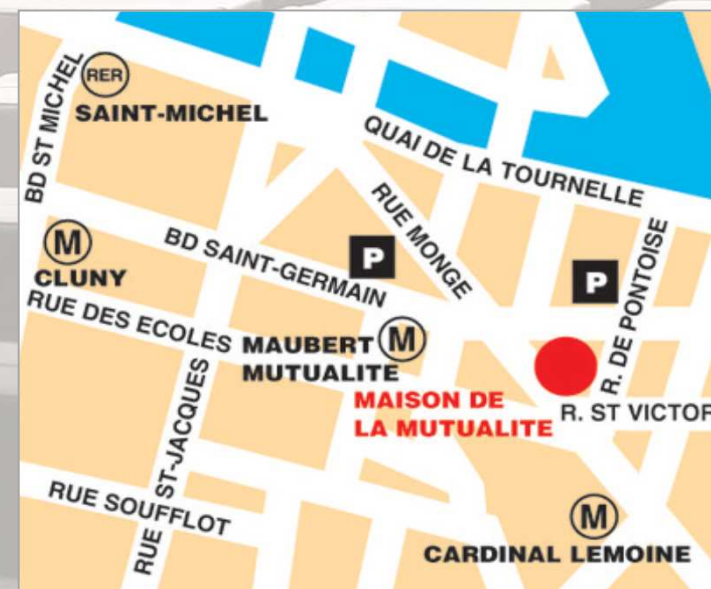 RER
SAINT-MICHEL
BD ST MICHEL
QUAI DE LA TOURNELLE
RUE MONGE
M
CLUNY
BD SAINT-GERMAIN
P
P
R. DE PONTOISE
RUE DES ECOLES
MAUBERT
MUTUALITE
M
MAISON DE
LA MUTUALITE
R. ST VICTOR
RUE ST-JACQUES
RUE SOUFFLOT
M
CARDINAL LEMOINE